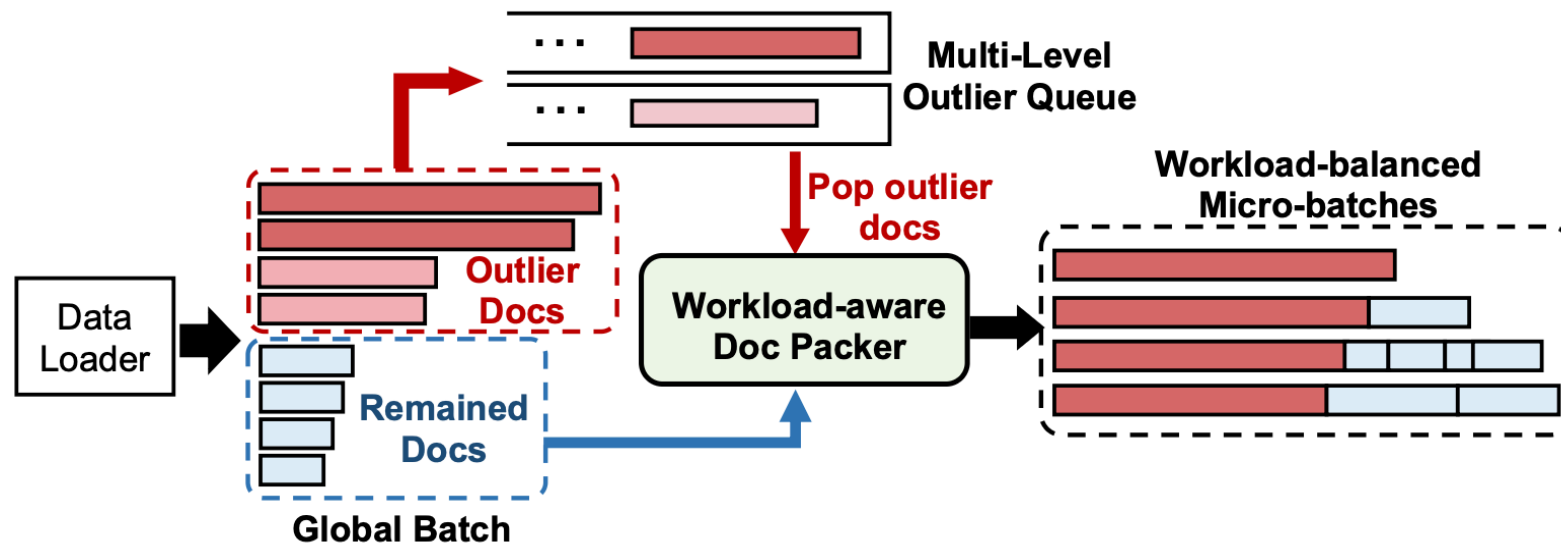 ...
Multi-Level
...
Outlier Queue
Pop outlier
docs
Workload-balanced
Micro-batches
Outlier
Docs
Data
Loader
Workload-aware
Doc Packer
Remained
Docs
Global Batch